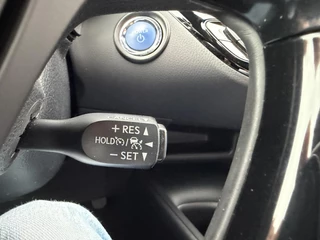 + RES ▲
HOLD / ◀
− SET ▼